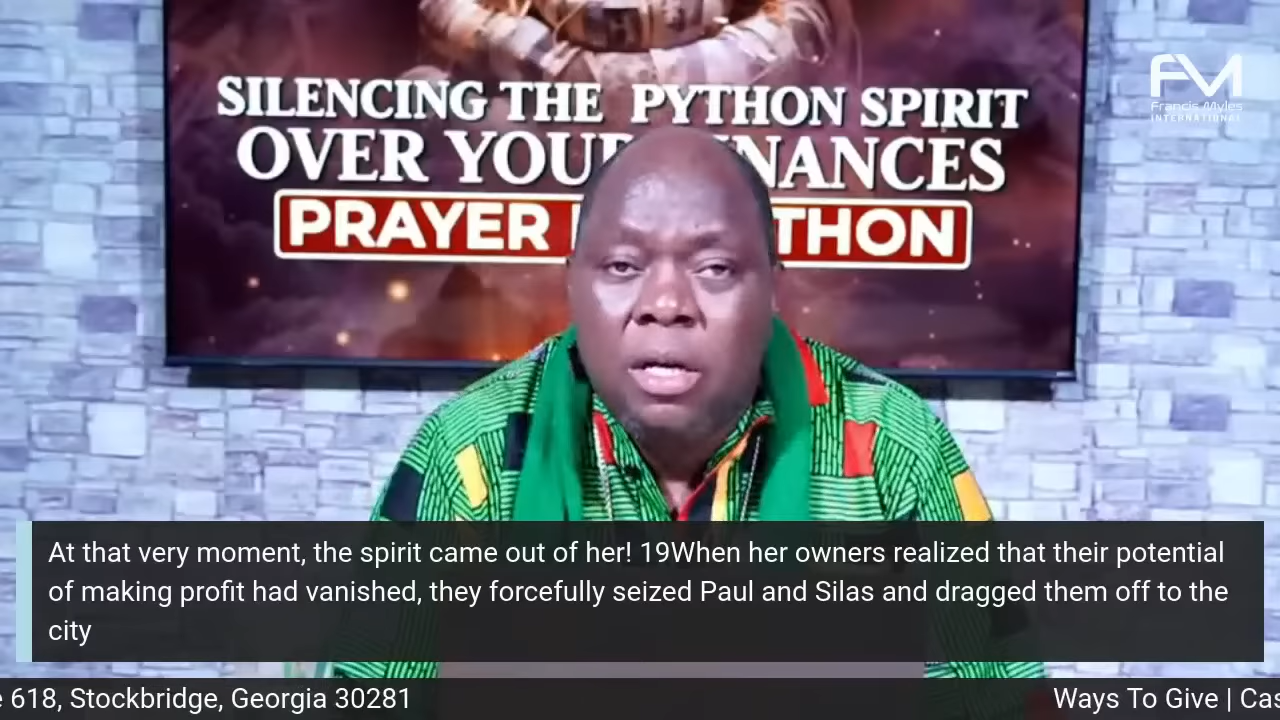 SILENCING THE PYTHON SPIRIT
OVER YOUR FINANCES
PRAYER THON
FM
Francis Myles
INTERNATIONAL
At that very moment, the spirit came out of her! 19When her owners realized that their potential
of making profit had vanished, they forcefully seized Paul and Silas and dragged them off to the
city
618, Stockbridge, Georgia 30281
Ways To Give |